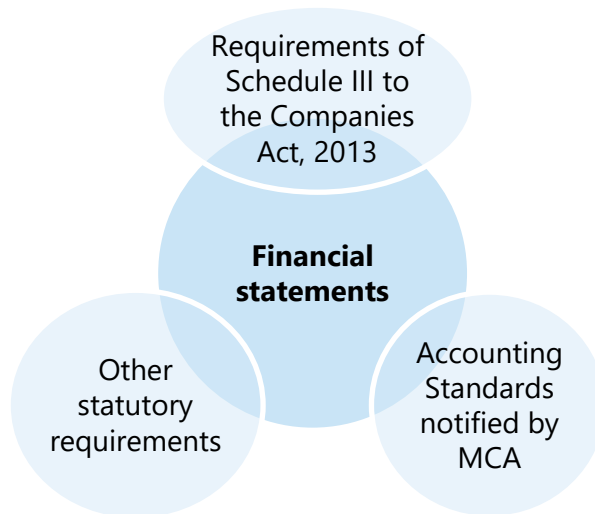 Requirements of
Schedule III to
the Companies
Act, 2013
Financial
statements
Other
statutory
requirements
Accounting
Standards
notified by
MCA